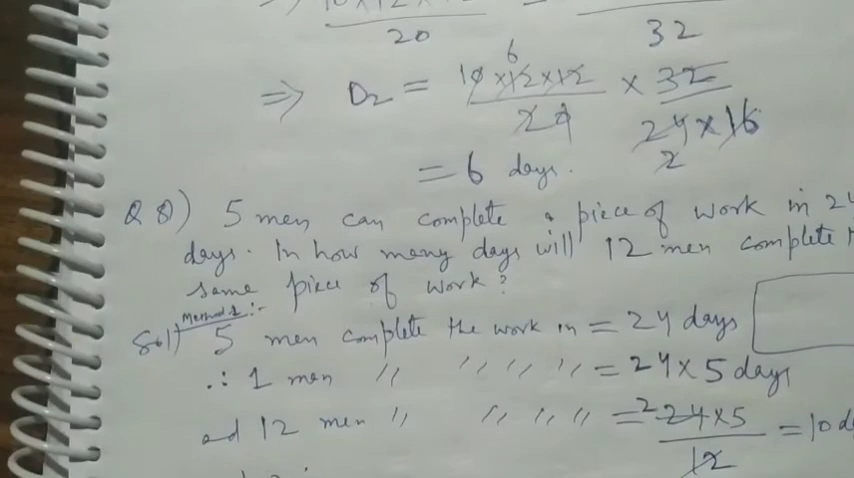 20
32
6
=> D2 = 10 × 12 × 12 × 32
20 24 × 16
2
= 6 days.
Q 8) 5 men can complete a piece of work in 24
days. In how many days will 12 men complete
same piece of work?
Method 1:-
Soln 5 men complete the work in = 24 days
∴ 1 men " " " " " = 24 × 5 days
and 12 men " " " " " = 2 24 × 5 = 10 d
12